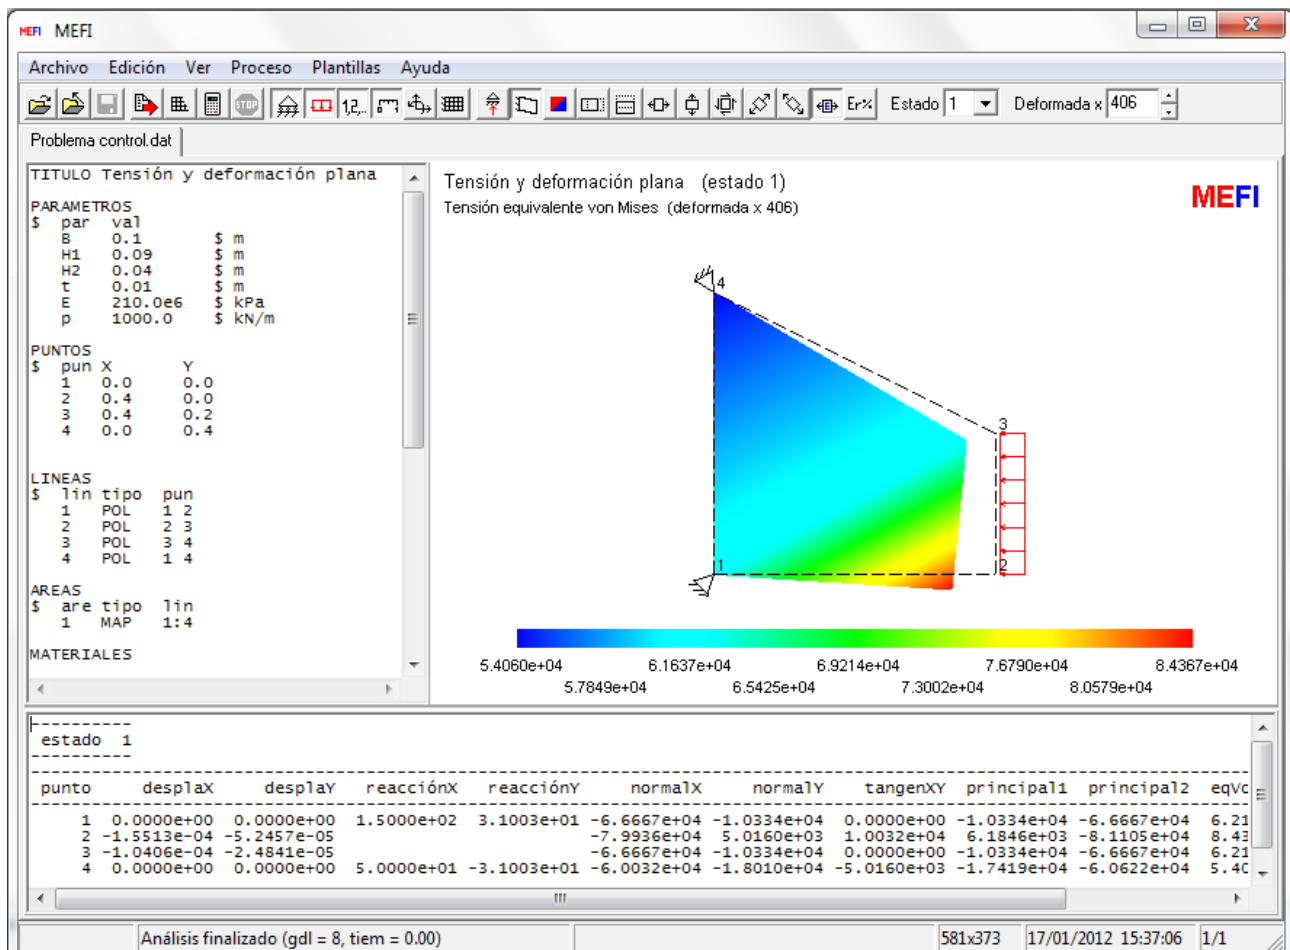 MEFI MEFI
Archivo Edición Ver Proceso Plantillas Ayuda
STOP 1,2,.. E Er% Estado 1 Deformada x 406
Problema control.dat
TITULO Tensión y deformación plana
PARAMETROS
$ par val
B 0.1 $ m
H1 0.09 $ m
H2 0.04 $ m
t 0.01 $ m
E 210.0e6 $ kPa
p 1000.0 $ kN/m
PUNTOS
$ pun X Y
1 0.0 0.0
2 0.4 0.0
3 0.4 0.2
4 0.0 0.4
LINEAS
$ lin tipo pun
1 POL 1 2
2 POL 2 3
3 POL 3 4
4 POL 1 4
AREAS
$ are tipo lin
1 MAP 1:4
MATERIALES
Tensión y deformación plana (estado 1)
Tensión equivalente von Mises (deformada x 406)
MEFI
4
3
1
2
5.4060e+04 6.1637e+04 6.9214e+04 7.6790e+04 8.4367e+04
5.7849e+04 6.5425e+04 7.3002e+04 8.0579e+04
----------
estado 1
----------
punto desplaX desplaY reacciónX reacciónY normalX normalY tangenXY principal1 principal2 eqVo
1 0.0000e+00 0.0000e+00 1.5000e+02 3.1003e+01 -6.6667e+04 -1.0334e+04 0.0000e+00 -1.0334e+04 -6.6667e+04 6.21
2 -1.5513e-04 -5.2457e-05 -7.9936e+04 5.0160e+03 1.0032e+04 6.1846e+03 -8.1105e+04 8.43
3 -1.0406e-04 -2.4841e-05 -6.6667e+04 -1.0334e+04 0.0000e+00 -1.0334e+04 -6.6667e+04 6.21
4 0.0000e+00 0.0000e+00 5.0000e+01 -3.1003e+01 -6.0032e+04 -1.8010e+04 -5.0160e+03 -1.7419e+04 -6.0622e+04 5.40
Análisis finalizado (gdl = 8, tiem = 0.00) 581x373 17/01/2012 15:37:06 1/1